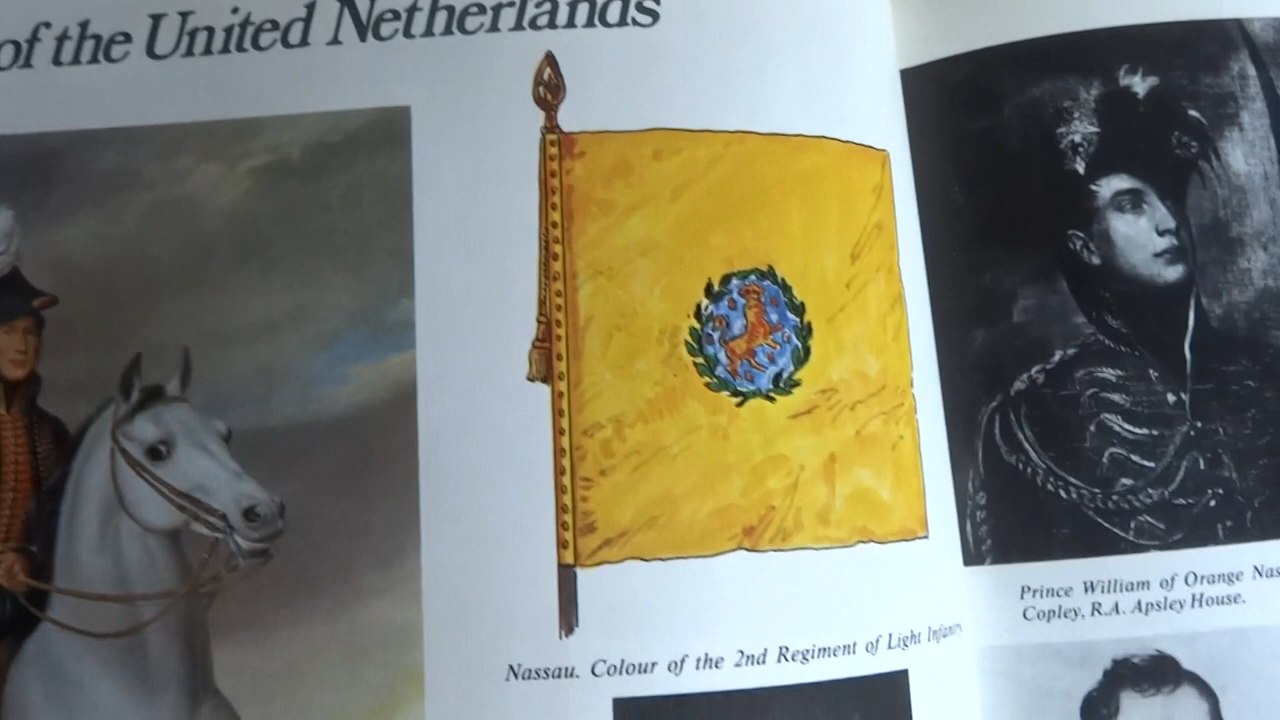 of the United Netherlands
Nassau. Colour of the 2nd Regiment of Light Infantry
Prince William of Orange Nas
Copley, R.A. Apsley House.